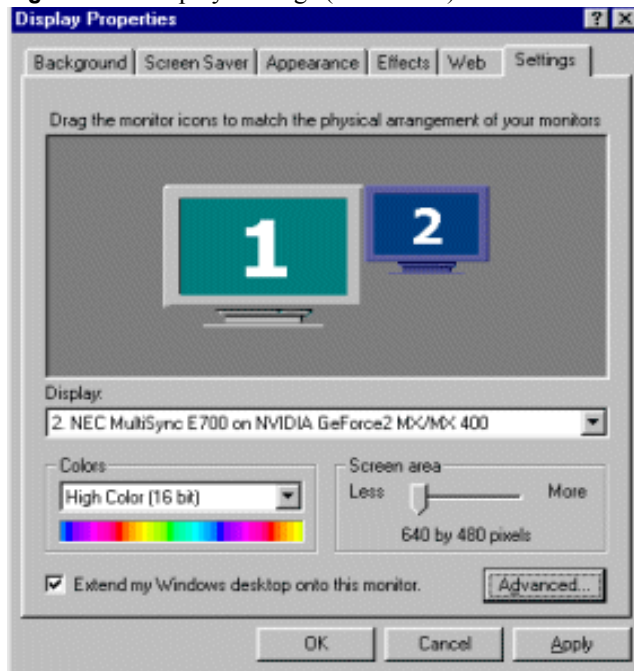 Display Properties
Background Screen Saver Appearance Effects Web Settings
Drag the monitor icons to match the physical arrangement of your monitors
1 2
Display:
2. NEC MultiSync E700 on NVIDIA GeForce2 MX/MX 400
Colors Screen area
High Color (16 bit) Less More
640 by 480 pixels
Extend my Windows desktop onto this monitor. Advanced...
OK Cancel Apply